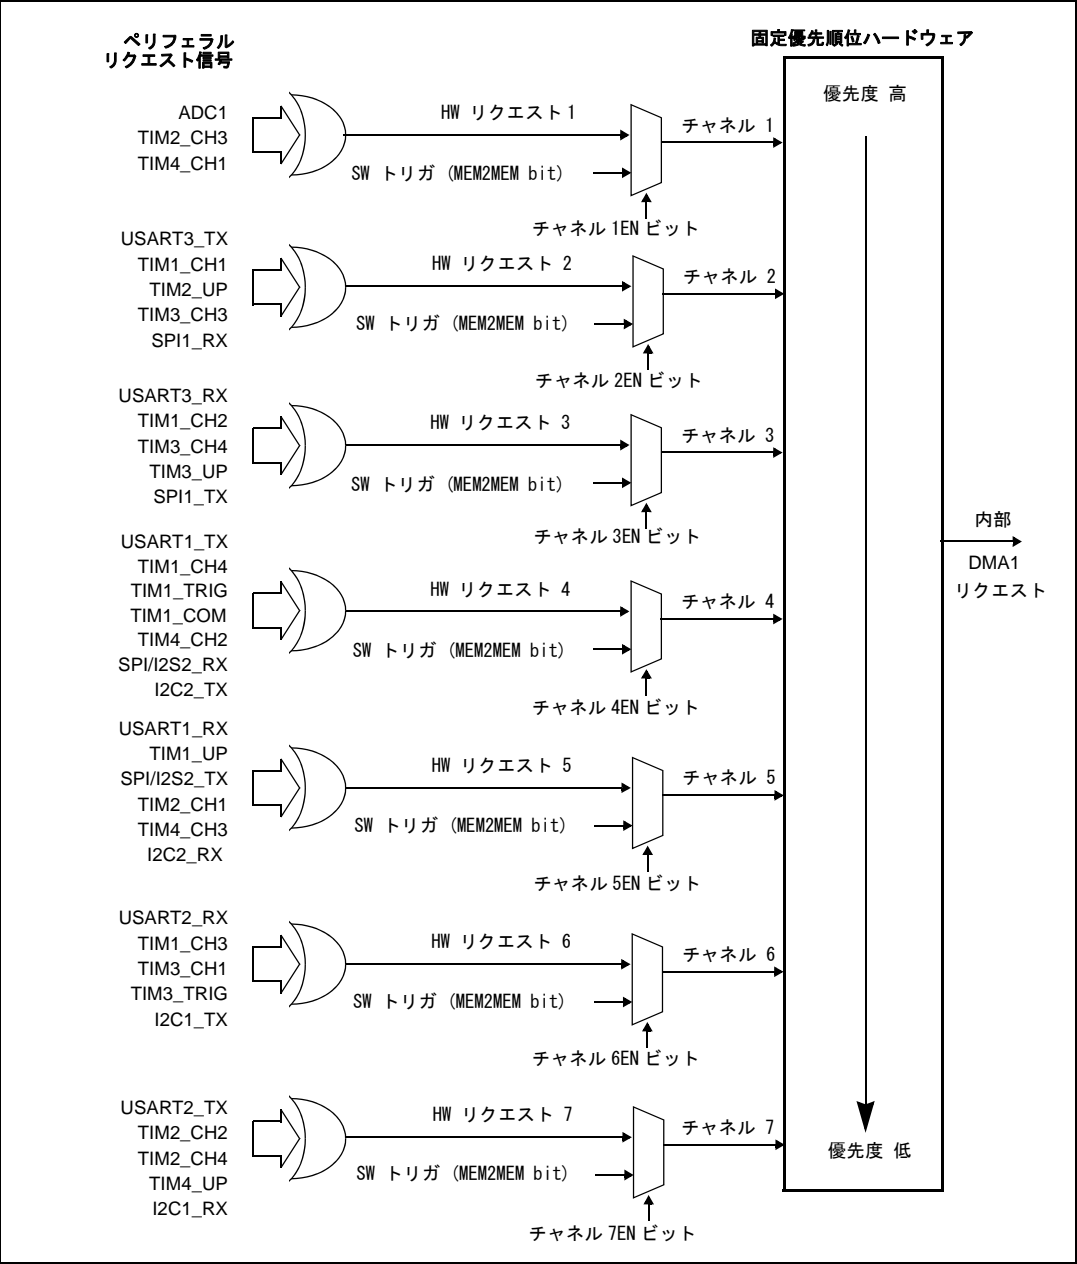 ペリフェラル
リクエスト信号
固定優先順位ハードウェア
優先度 高
ADC1
TIM2_CH3
TIM4_CH1
HW リクエスト 1
SW トリガ (MEM2MEM bit)
チャネル 1
チャネル 1EN ビット
USART3_TX
TIM1_CH1
TIM2_UP
TIM3_CH3
SPI1_RX
HW リクエスト 2
SW トリガ (MEM2MEM bit)
チャネル 2
チャネル 2EN ビット
USART3_RX
TIM1_CH2
TIM3_CH4
TIM3_UP
SPI1_TX
HW リクエスト 3
SW トリガ (MEM2MEM bit)
チャネル 3
チャネル 3EN ビット
内部
DMA1
リクエスト
USART1_TX
TIM1_CH4
TIM1_TRIG
TIM1_COM
TIM4_CH2
SPI/I2S2_RX
I2C2_TX
HW リクエスト 4
SW トリガ (MEM2MEM bit)
チャネル 4
チャネル 4EN ビット
USART1_RX
TIM1_UP
SPI/I2S2_TX
TIM2_CH1
TIM4_CH3
I2C2_RX
HW リクエスト 5
SW トリガ (MEM2MEM bit)
チャネル 5
チャネル 5EN ビット
USART2_RX
TIM1_CH3
TIM3_CH1
TIM3_TRIG
I2C1_TX
HW リクエスト 6
SW トリガ (MEM2MEM bit)
チャネル 6
チャネル 6EN ビット
USART2_TX
TIM2_CH2
TIM2_CH4
TIM4_UP
I2C1_RX
HW リクエスト 7
SW トリガ (MEM2MEM bit)
チャネル 7
チャネル 7EN ビット
優先度 低